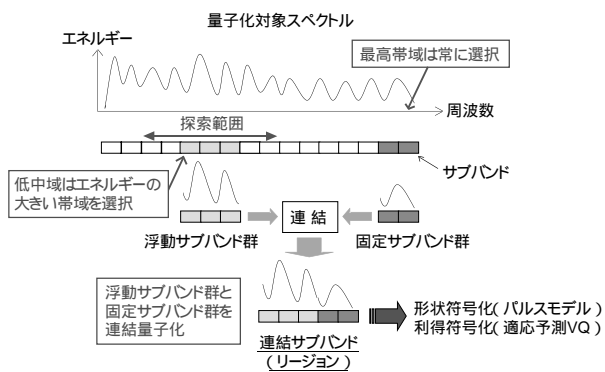 量子化対象スペクトル
エネルギー
最高帯域は常に選択
周波数
探索範囲
サブバンド
低中域はエネルギーの
大きい帯域を選択
連 結
浮動サブバンド群
固定サブバンド群
浮動サブバンド群と
固定サブバンド群を
連結量子化
形状符号化( パルスモデル )
利得符号化( 適応予測VQ )
連結サブバンド
( リージョン )